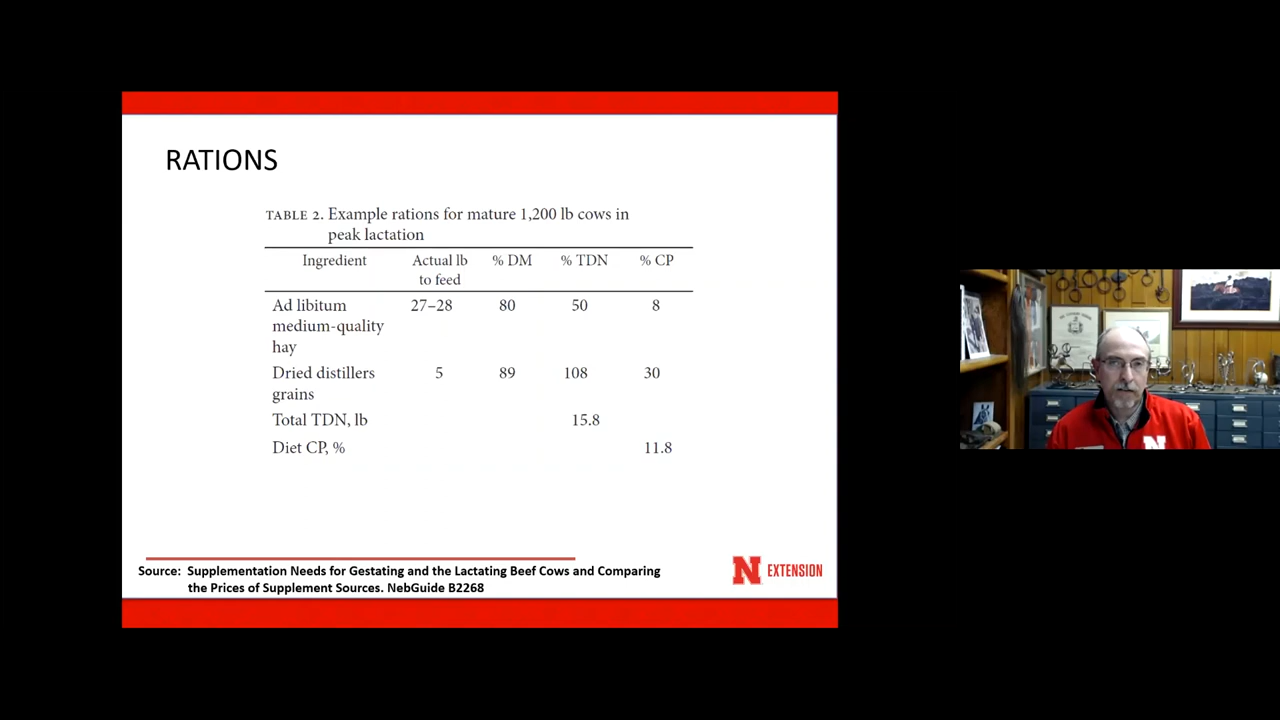 RATIONS
TABLE 2. Example rations for mature 1,200 lb cows in
peak lactation
Ingredient Actual lb to feed % DM % TDN % CP
Ad libitum medium-quality hay 27–28 80 50 8
Dried distillers grains 5 89 108 30
Total TDN, lb 15.8
Diet CP, % 11.8
Source: Supplementation Needs for Gestating and the Lactating Beef Cows and Comparing
the Prices of Supplement Sources. NebGuide B2268
N EXTENSION
N